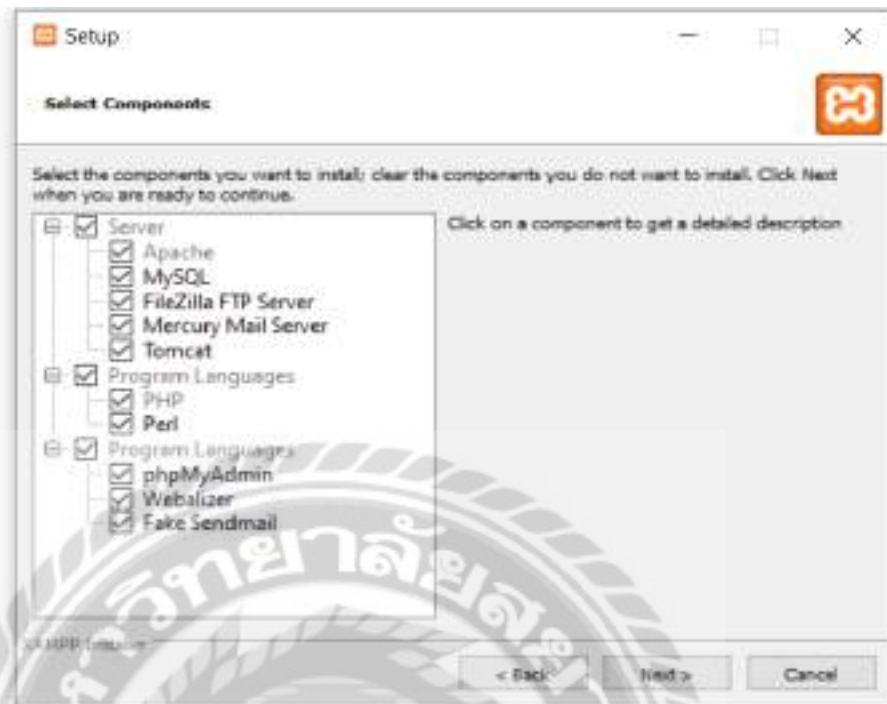 Setup
Select Components
Select the components you want to install; clear the components you do not want to install. Click Next
when you are ready to continue.
Click on a component to get a detailed description
Server
Apache
MySQL
FileZilla FTP Server
Mercury Mail Server
Tomcat
Program Languages
PHP
Perl
Program Languages
phpMyAdmin
Webalizer
Fake Sendmail
XAMPP Installer
< Back
Next >
Cancel